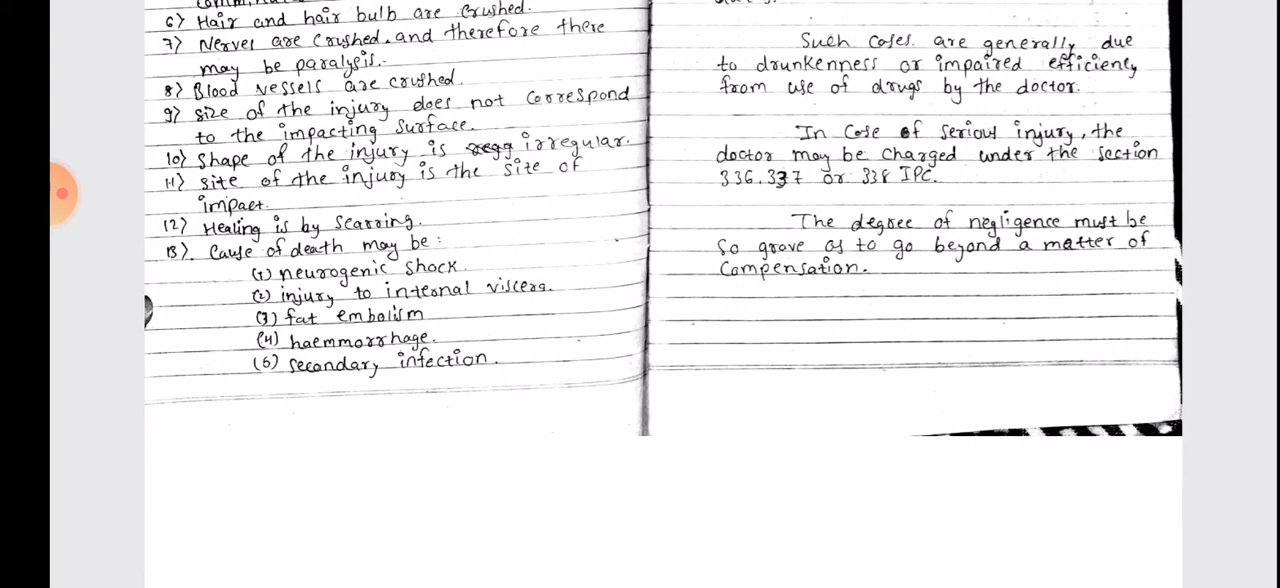 6) Hair and hair bulb are crushed.
7) Nerves are crushed. and therefore there
may be paralysis.
8) Blood vessels are crushed.
9) size of the injury does not correspond
to the impacting surface.
10) shape of the injury is irregular.
11) site of the injury is the site of
impact.
12) Healing is by scarring.
13). Cause of death may be:
(1) neurogenic shock.
(2) injury to internal viscera.
(3) fat embolism
(4) haemmorrhage.
(5) secondary infection.
Such cases. are generally due
to drunkenness or impaired efficiency
from use of drugs by the doctor.
In case of serious injury, the
doctor may be charged under the section
336.337 or 338 IPC.
The degree of negligence must be
so grave as to go beyond a matter of
compensation.